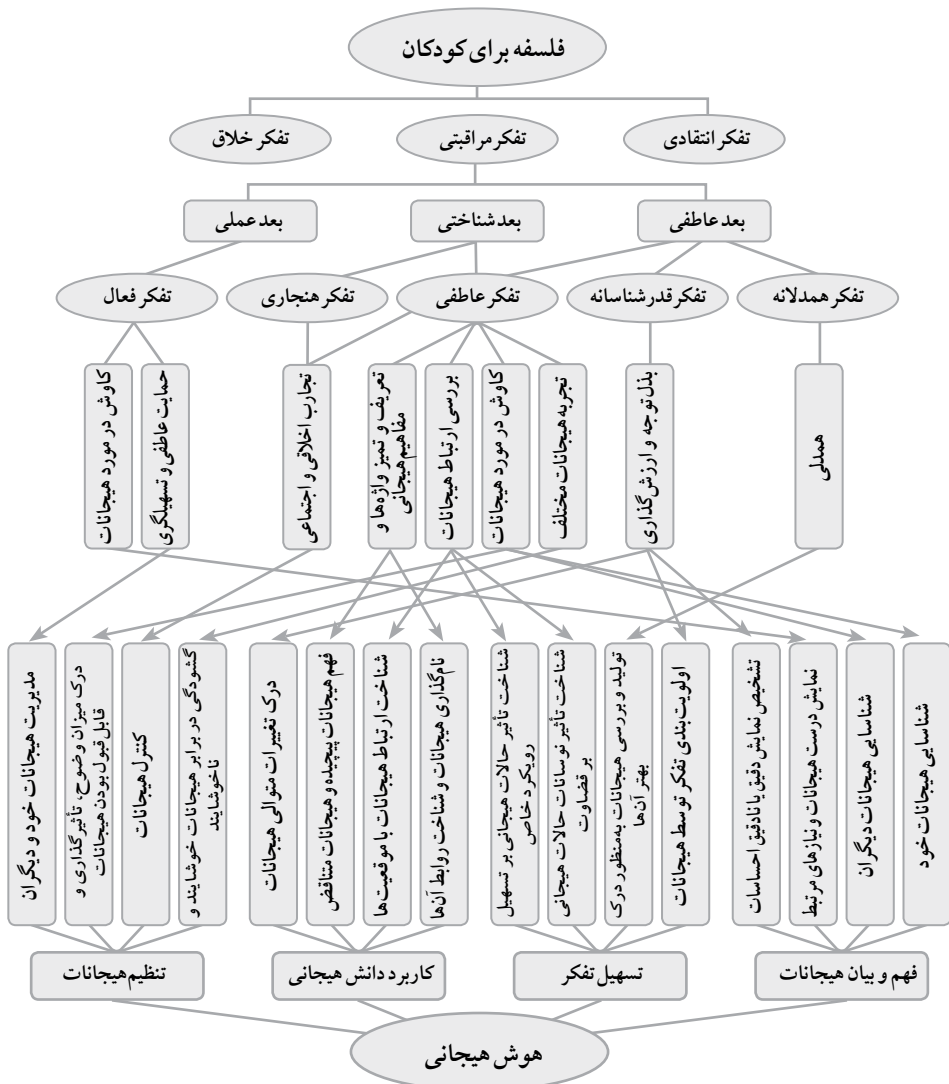 فلسفه برای کودکان
تفکر انتقادی
تفکر مراقبتی
تفکر خلاق
بعد عاطفی
بعد شناختی
بعد عملی
تفکر همدلانه
تفکر قدرشناسانه
تفکر عاطفی
تفکر هنجاری
تفکر فعال
همدلی
بذل توجه و ارزش‌گذاری
تجربه هیجانات مختلف
کاوش در مورد هیجانات
بررسی ارتباط هیجانات
تعریف و تمیز واژه‌ها و
مفاهیم هیجانی
تجارب اخلاقی و اجتماعی
حمایت عاطفی و تسهیلگری
کاوش در مورد هیجانات
شناسایی هیجانات خود
شناسایی هیجانات دیگران
نمایش درست هیجانات و نیازهای مرتبط
تشخیص نمایش دقیق یا نادقیق احساسات
اولویت‌بندی تفکر توسط هیجانات
تولید و بررسی هیجانات به‌منظور درک
بهتر آن‌ها
شناخت تأثیر نوسانات حالات هیجانی
بر قضاوت
شناخت تأثیر حالات هیجانی بر تسهیل
رویکرد خاص
نام‌گذاری هیجانات و شناخت روابط آن‌ها
شناخت ارتباط هیجانات با موقعیت‌ها
فهم هیجانات پیچیده و هیجانات متناقض
درک تغییرات متوالی هیجانات
گشودگی در برابر هیجانات خوشایند و
ناخوشایند
کنترل هیجانات
درک میزان وضوح، تأثیرگذاری و
قابل قبول بودن هیجانات
مدیریت هیجانات خود و دیگران
فهم و بیان هیجانات
تسهیل تفکر
کاربرد دانش هیجانی
تنظیم هیجانات
هوش هیجانی